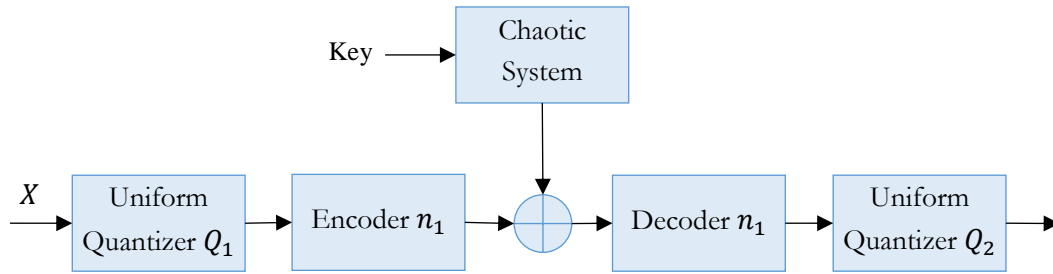 Chaotic
System
Key
X
Uniform
Quantizer Q₁
Encoder n₁
Decoder n₁
Uniform
Quantizer Q₂